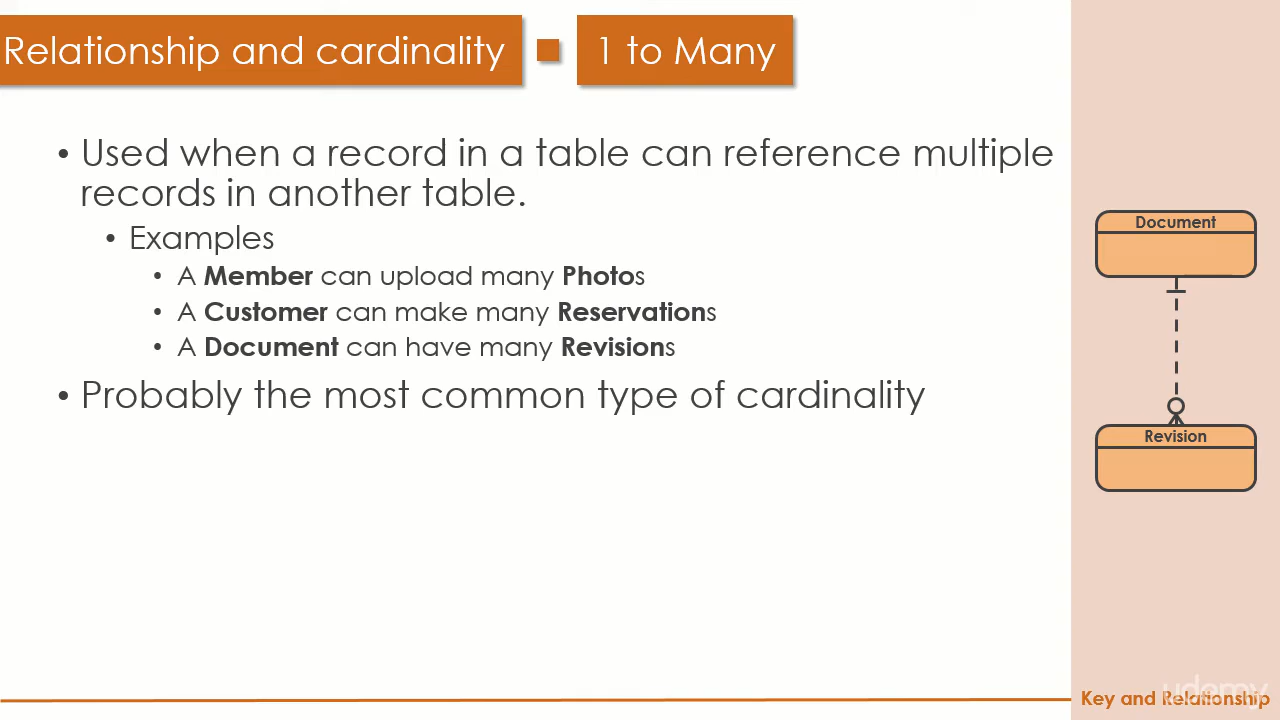 Relationship and cardinality ■ 1 to Many
• Used when a record in a table can reference multiple
records in another table.
• Examples
• A Member can upload many Photos
• A Customer can make many Reservations
• A Document can have many Revisions
• Probably the most common type of cardinality
Document
Revision
Key and Relationship
udemy